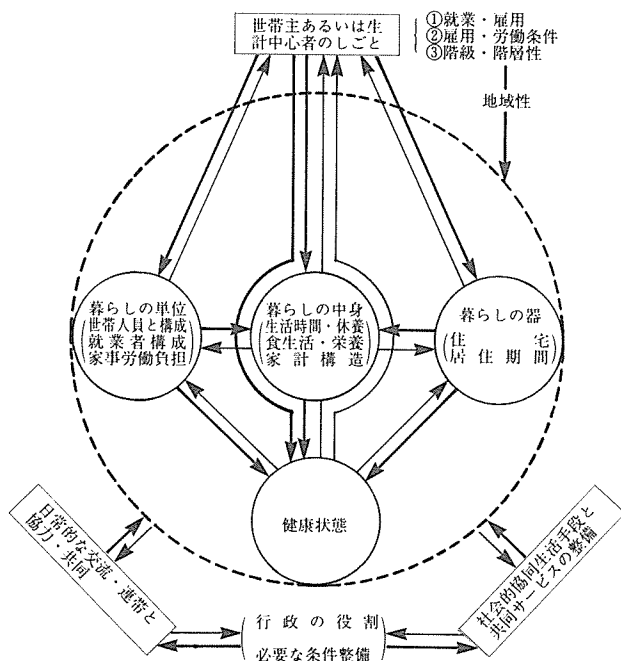 世帯主あるいは生
計中心者のしごと
①就業・雇用
②雇用・労働条件
③階級・階層性
地域性
暮らしの単位
世帯人員と構成
就業者構成
家事労働負担
暮らしの中身
生活時間・休養
食生活・栄養
家計構造
暮らしの器
住宅
居住期間
健康状態
日常的な交流・連帯と
協力・共同
社会的協同生活手段と
共同サービスの整備
行政の役割
必要な条件整備